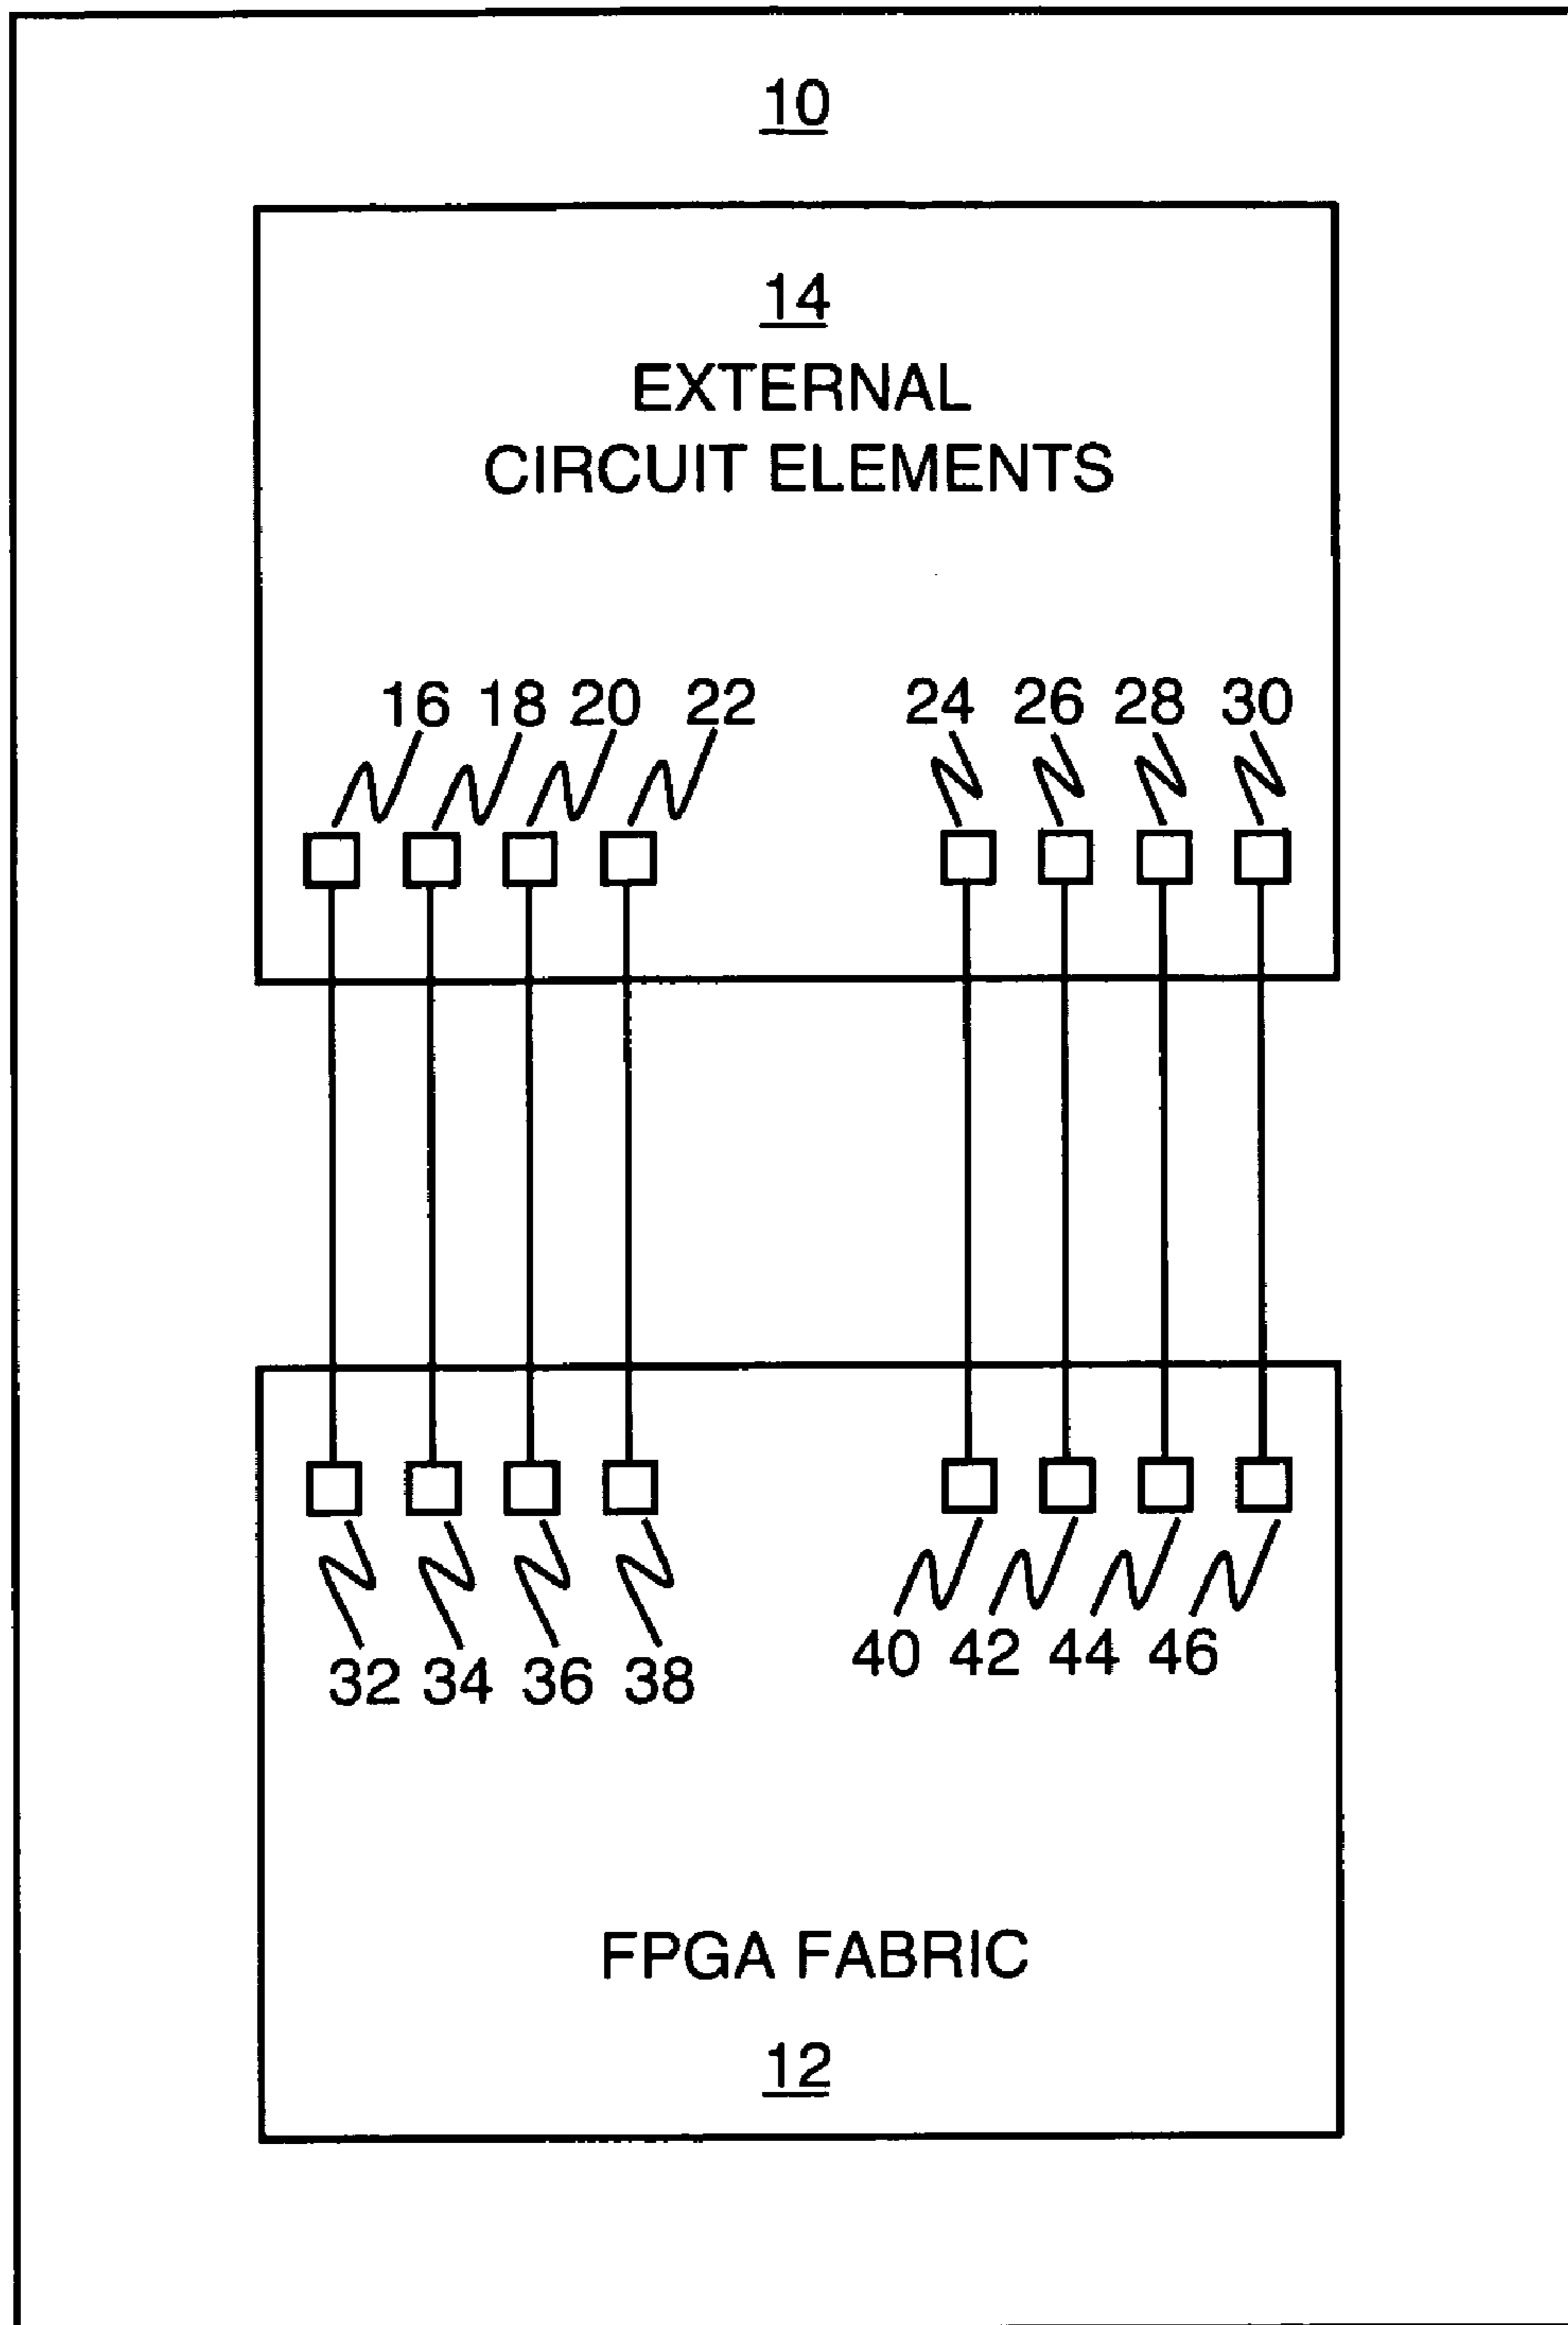 10
14
EXTERNAL
CIRCUIT ELEMENTS
16 18 20 22 24 26 28 30
32 34 36 38 40 42 44 46
FPGA FABRIC
12